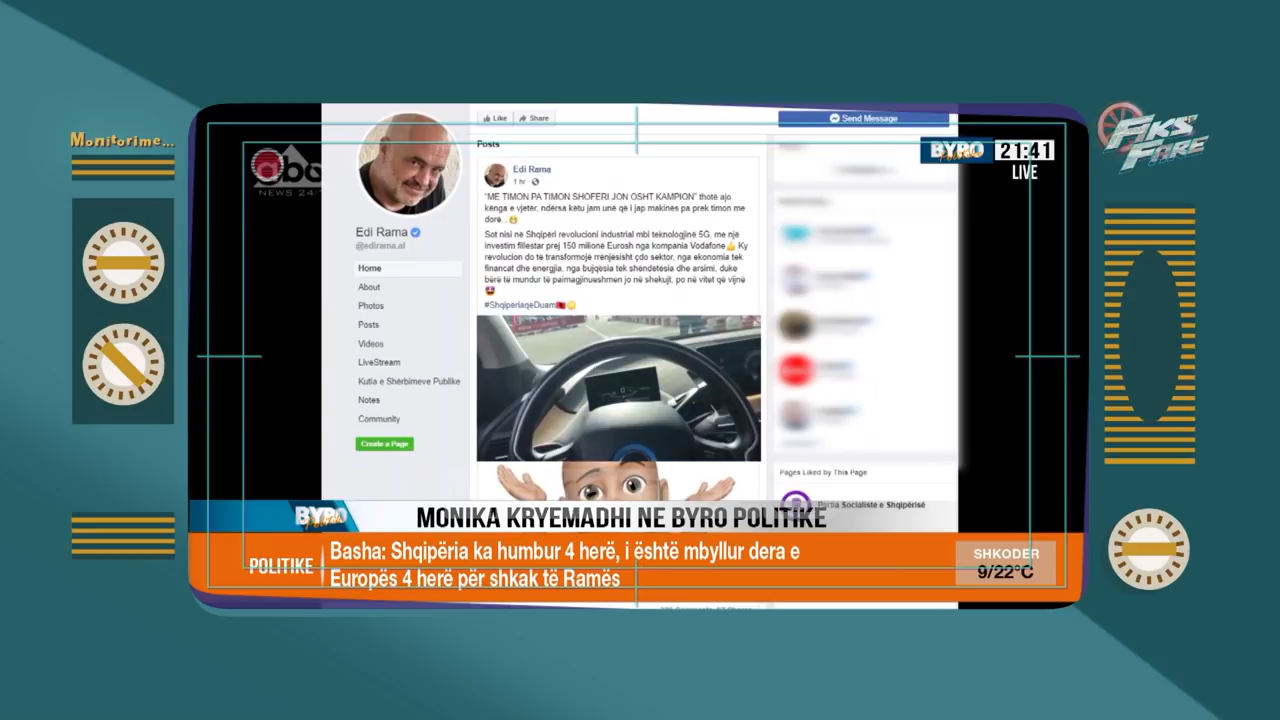 Monitorime...
FIKS
FARE
abc
NEWS 24/7
BYRO
Politike
21:41
LIVE
Like
Share
Send Message
Posts
Edi Rama
@edirama.al
Home
About
Photos
Posts
Videos
LiveStream
Kutia e Shërbimeve Publike
Notes
Community
Create a Page
Edi Rama
1 hr
“ME TIMON PA TIMON SHOFERI JON OSHT KAMPION” thotë ajo
kënga e vjetër, ndërsa këtu jam unë që i jap makinës pa prek timon me
dorë...
Sot nisi në Shqipëri revolucioni industrial mbi teknologjinë 5G, me një
investim fillestar prej 150 milionë Eurosh nga kompania Vodafone👍 Ky
revolucion do të transformojë rrënjësisht çdo sektor, nga ekonomia tek
financat dhe energjia, nga bujqësia tek shëndetësia dhe arsimi, duke
bërë të mundur të paimagjinueshmen jo në shekujt, po në vitet që vijnë
#ShqiperiaqeDuam
Pages Liked by This Page
Partia Socialiste e Shqipërisë
BYRO
Politike
MONIKA KRYEMADHI NE BYRO POLITIKE
POLITIKE
Basha: Shqipëria ka humbur 4 herë, i është mbyllur dera e
Europës 4 herë për shkak të Ramës
SHKODER
9/22°C